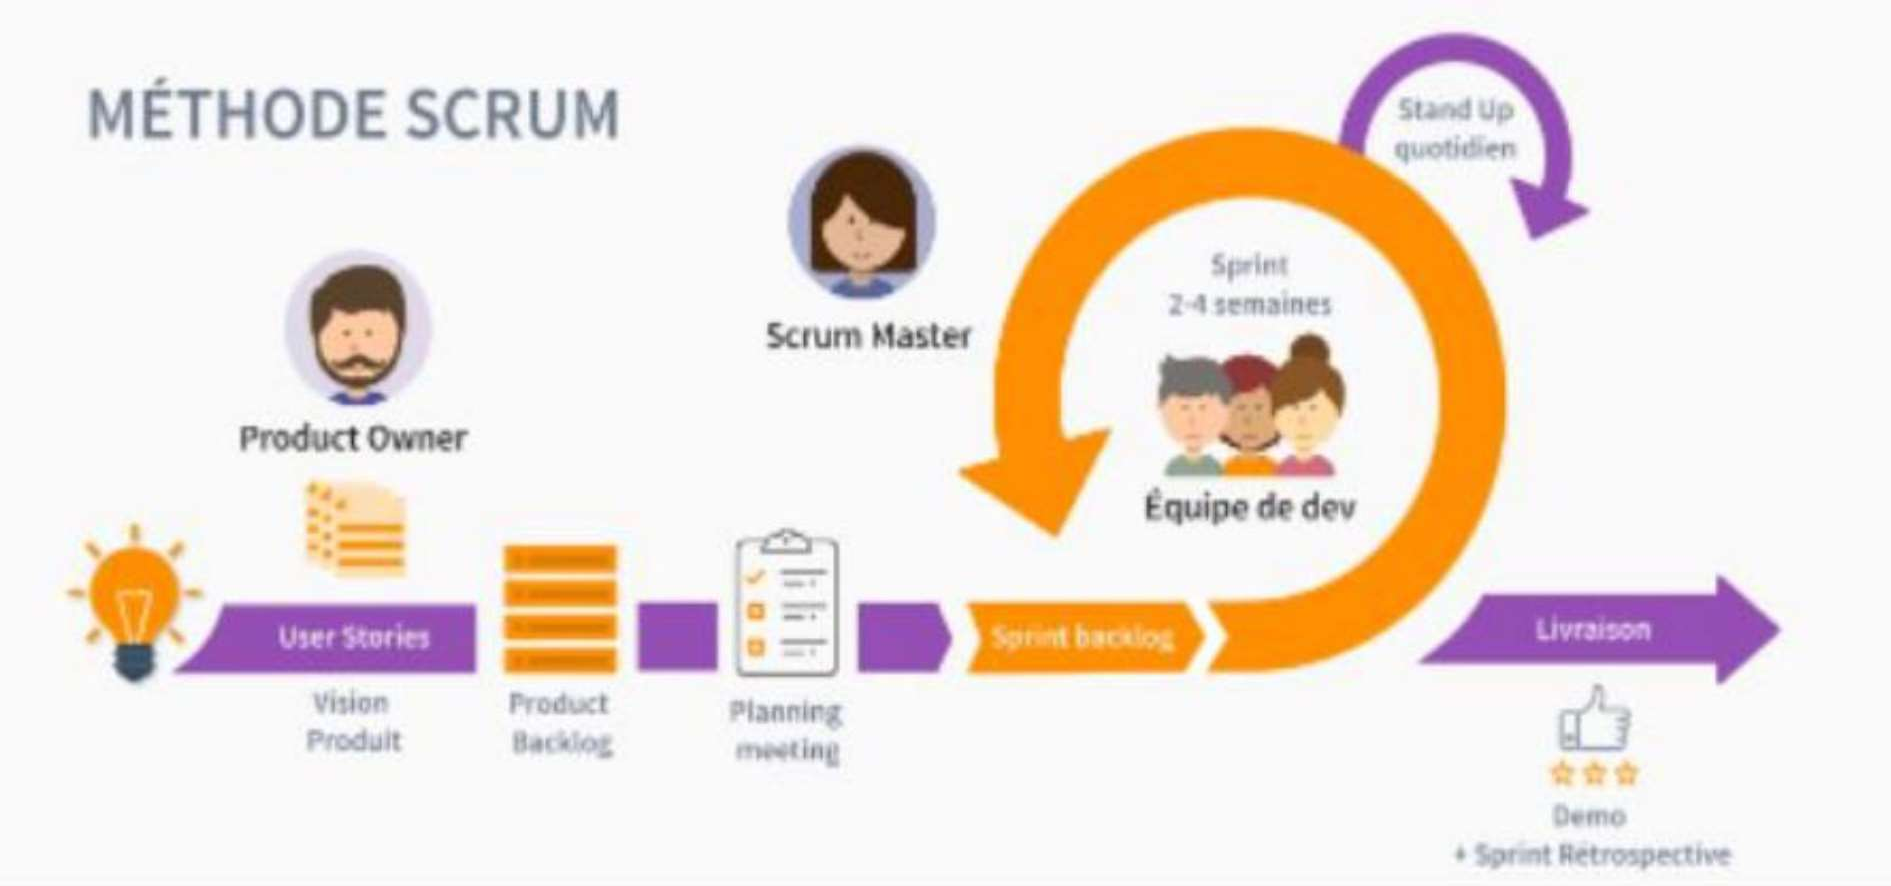 MÉTHODE SCRUM
Stand Up
quotidien
Sprint
2-4 semaines
Scrum Master
Product Owner
Équipe de dev
User Stories
Sprint backlog
Livraison
Vision
Produit
Product
Backlog
Planning
meeting
Demo
+ Sprint Rétrospective